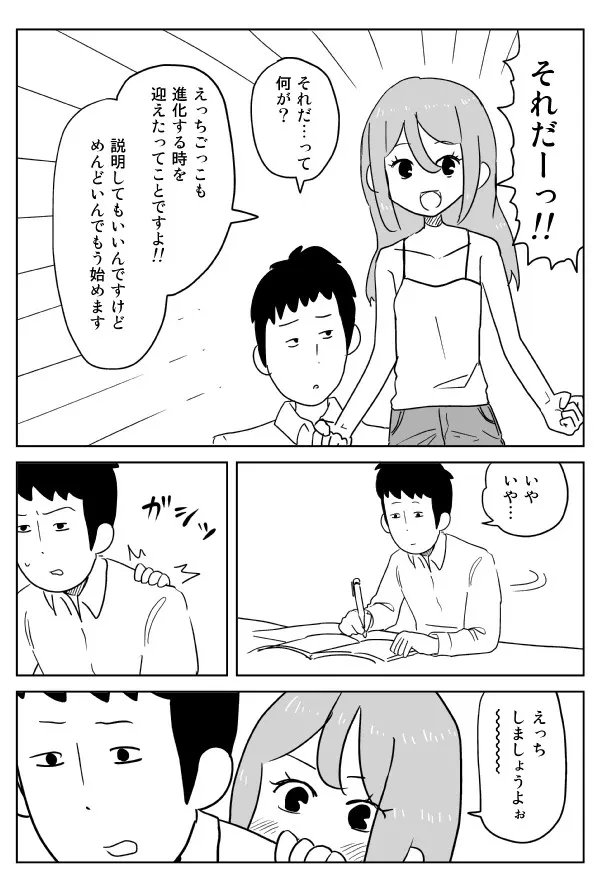 それだーっ!!
それだ…って
何が？
えっちごっこも
進化する時を
迎えたってことですよ!!
説明してもいいんですけど
めんどいんでもう始めます
いや
いや…
ガシッ
えっち
しましょうよぉ